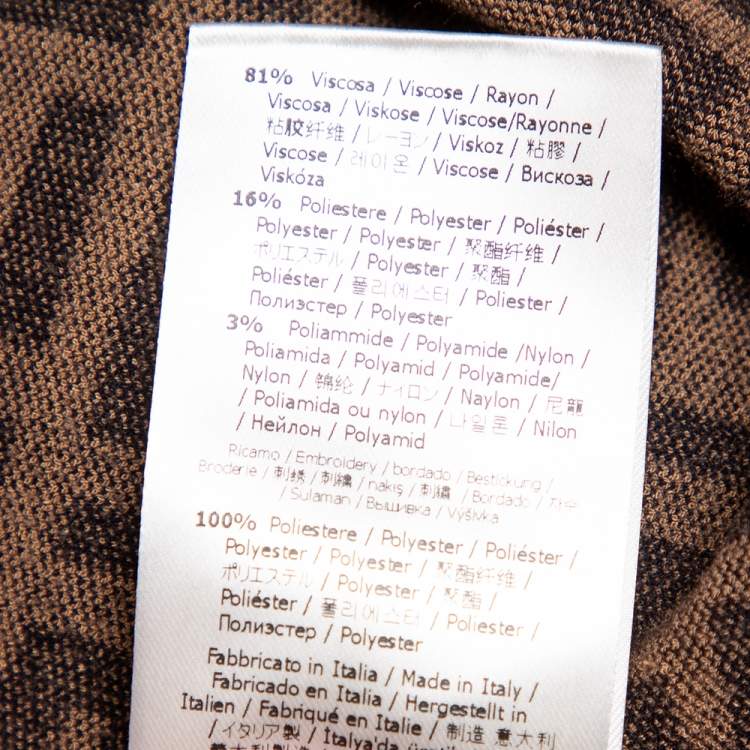 81% Viscosa / Viscose / Rayon /
Viscosa / Viskose / Viscose/Rayonne /
粘胶纤维 / レーヨン / Viskoz / 粘膠 /
Viscose / 레이온 / Viscose / Вискоза /
Viskóza
16% Poliestere / Polyester / Poliéster /
Polyester / Polyester / 聚酯纤维 /
ポリエステル / Polyester / 聚酯 /
Poliéster / 폴리에스터 / Poliester /
Полиэстер / Polyester
3% Poliammide / Polyamide /Nylon /
Poliamida / Polyamid / Polyamide/
Nylon / 锦纶 / ナイロン / Naylon / 尼龍
/ Poliamida ou nylon / 나일론 / Nilon
/ Нейлон / Polyamid
Ricamo / Embroidery / bordado / Bestickung /
Broderie / 刺绣 / 刺繍 / nakış / 刺繡 / Bordado / 자수
/ Sulaman / Вышивка / Výšivka
100% Poliestere / Polyester / Poliéster /
Polyester / Polyester / 聚酯纤维 /
ポリエステル / Polyester / 聚酯 /
Poliéster / 폴리에스터 / Poliester /
Полиэстер / Polyester
Fabbricato in Italia / Made in Italy /
Fabricado en Italia / Hergestellt in
Italien / Fabriqué en Italie / 制造 意大利
/ イタリア製 / İtalya'da